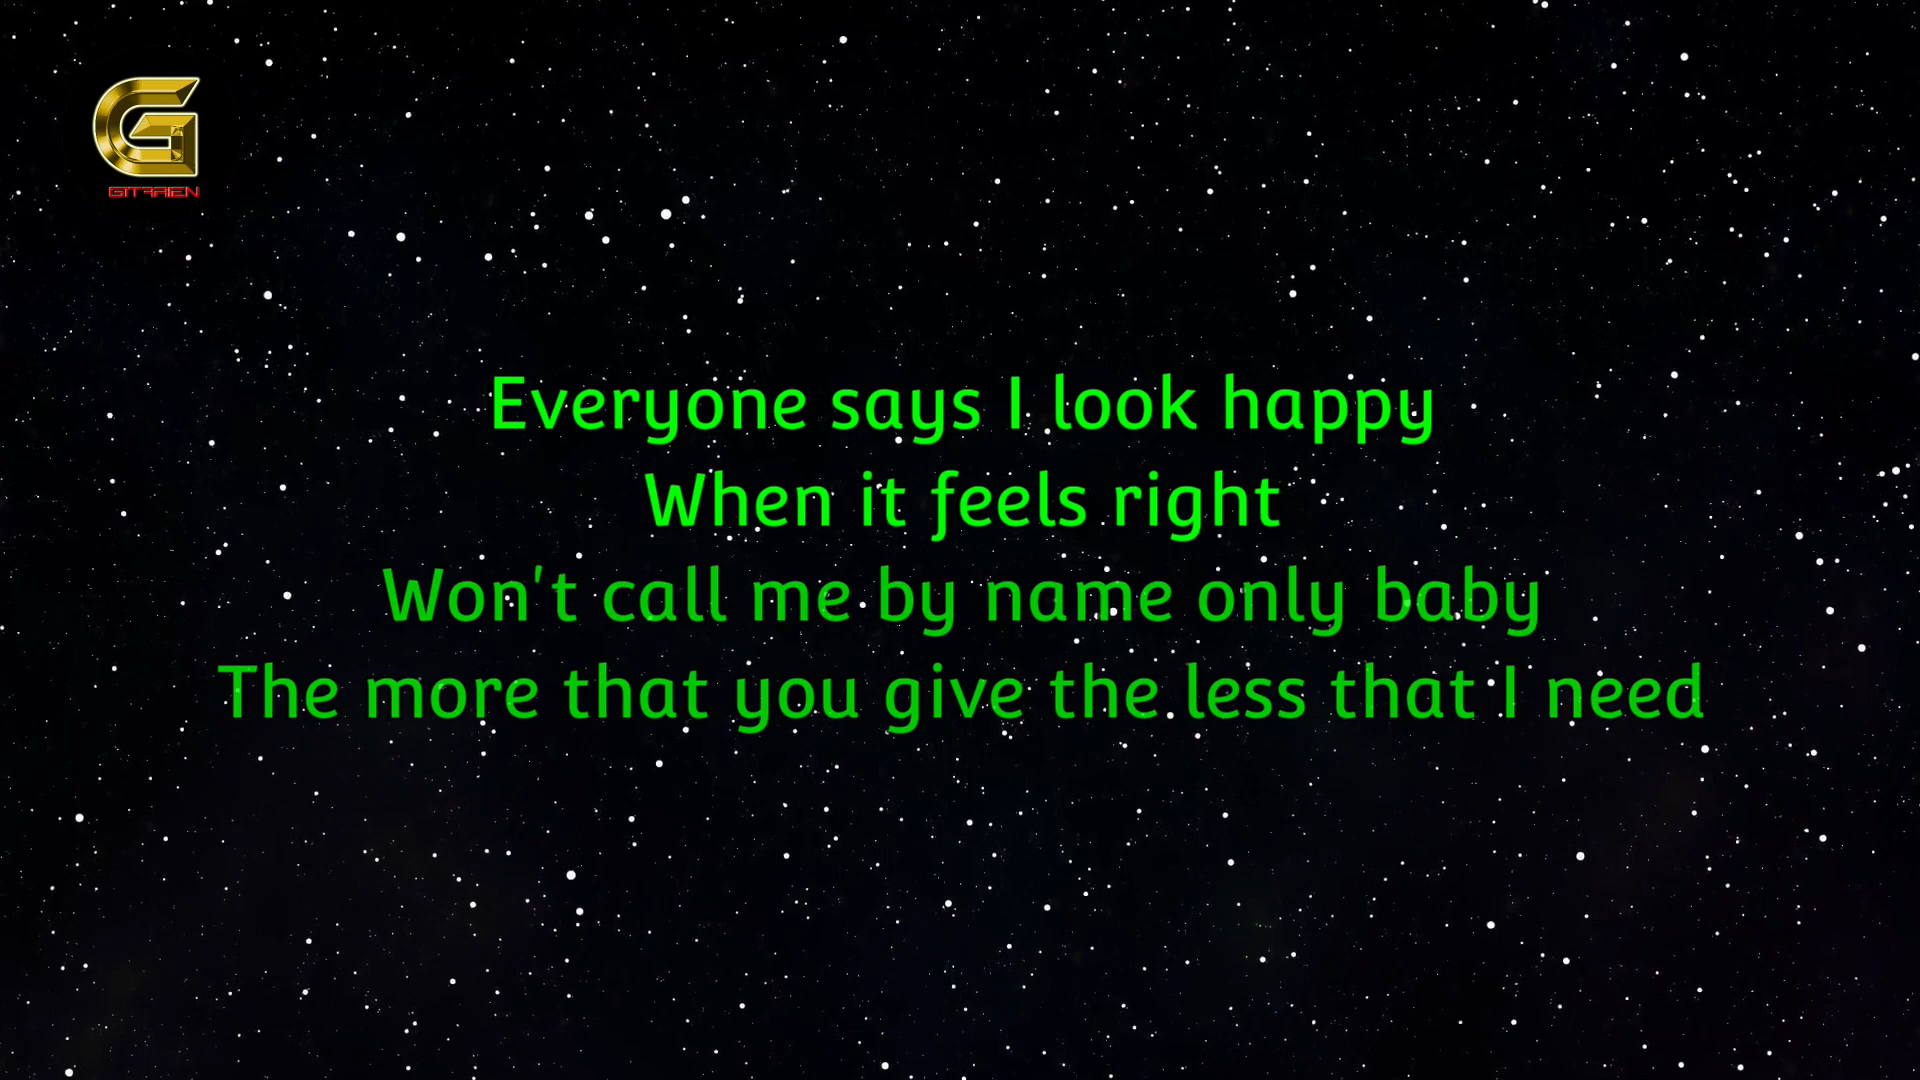 GITRRIEN
Everyone says I look happy
When it feels right
Won't call me by name only baby
The more that you give the less that I need